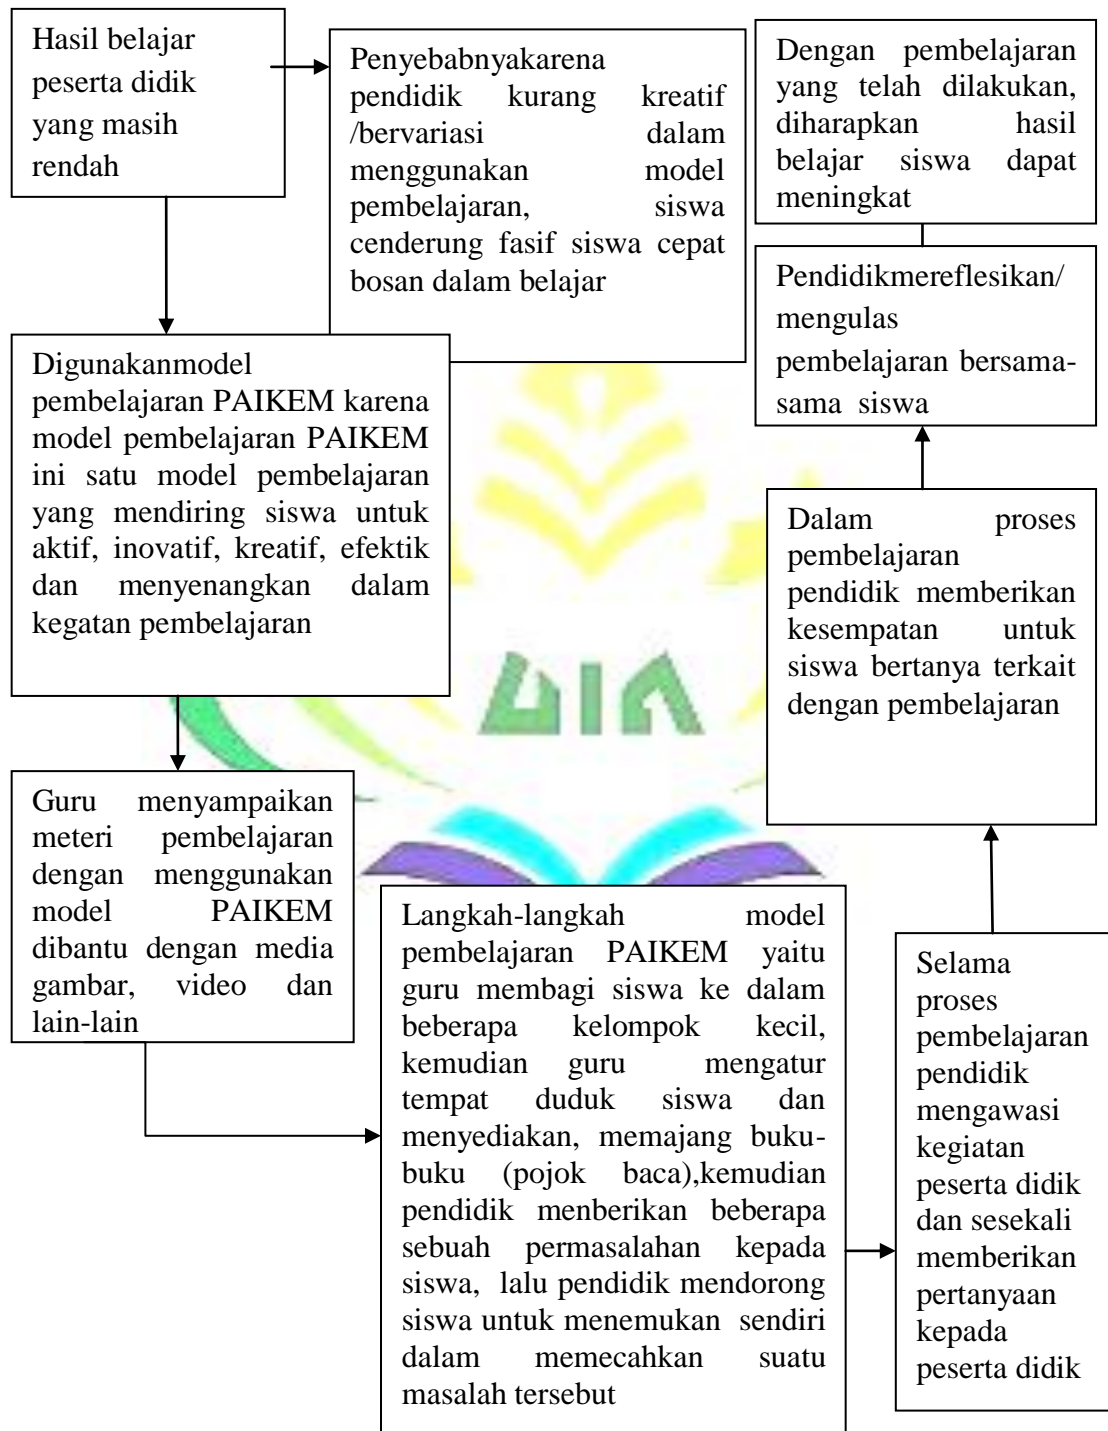 Hasil belajar
peserta didik
yang masih
rendah
Penyebabnyakarena
pendidik kurang kreatif
/bervariasi dalam
menggunakan model
pembelajaran, siswa
cenderung fasif siswa cepat
bosan dalam belajar
Digunakanmodel
pembelajaran PAIKEM karena
model pembelajaran PAIKEM
ini satu model pembelajaran
yang mendiring siswa untuk
aktif, inovatif, kreatif, efektik
dan menyenangkan dalam
kegatan pembelajaran
Guru menyampaikan
meteri pembelajaran
dengan menggunakan
model PAIKEM
dibantu dengan media
gambar, video dan
lain-lain
Langkah-langkah model
pembelajaran PAIKEM yaitu
guru membagi siswa ke dalam
beberapa kelompok kecil,
kemudian guru mengatur
tempat duduk siswa dan
menyediakan, memajang buku-
buku (pojok baca),kemudian
pendidik menberikan beberapa
sebuah permasalahan kepada
siswa, lalu pendidik mendorong
siswa untuk menemukan sendiri
dalam memecahkan suatu
masalah tersebut
Selama
proses
pembelajaran
pendidik
mengawasi
kegiatan
peserta didik
dan sesekali
memberikan
pertanyaan
kepada
peserta didik
Dalam proses
pembelajaran
pendidik memberikan
kesempatan untuk
siswa bertanya terkait
dengan pembelajaran
Pendidikmereflesikan/
mengulas
pembelajaran bersama-
sama siswa
Dengan pembelajaran
yang telah dilakukan,
diharapkan hasil
belajar siswa dapat
meningkat